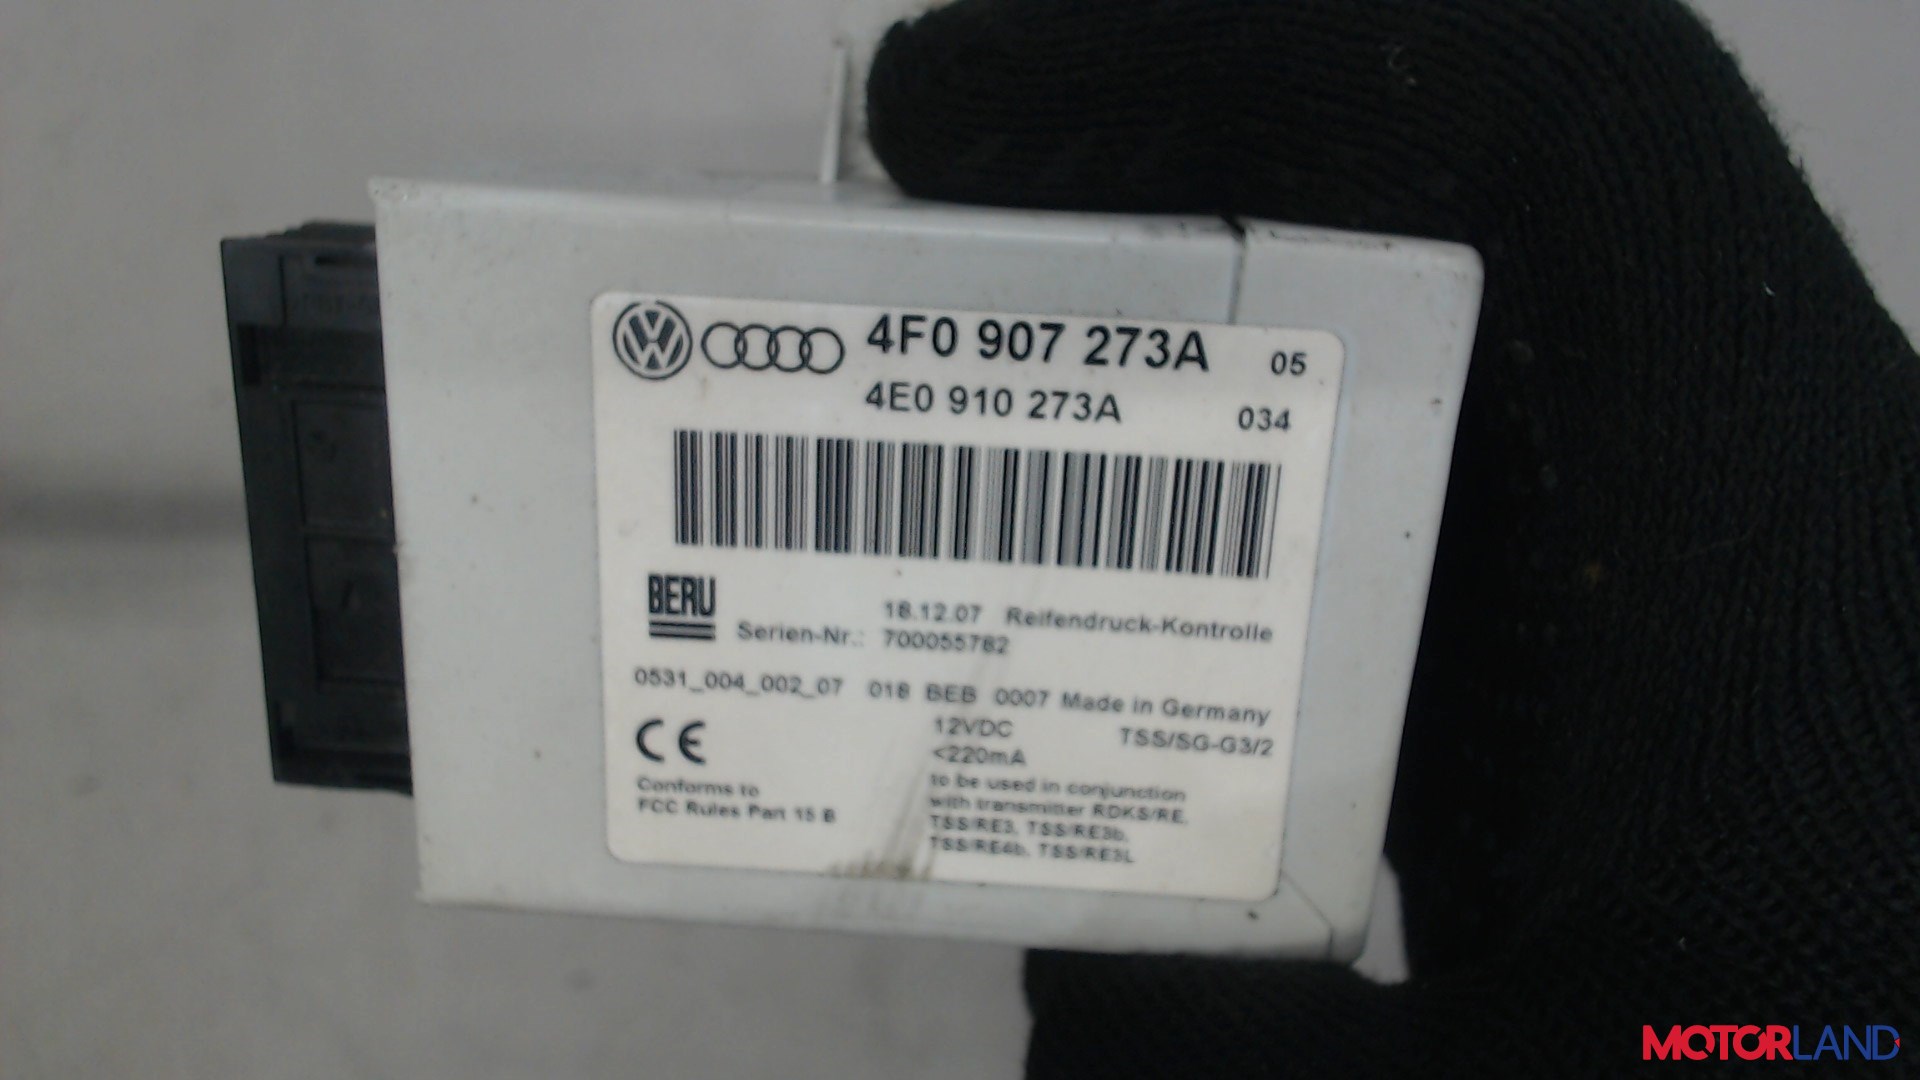 4F0 907 273A 05
4E0 910 273A 034
BERU
18.12.07 Reifendruck-Kontrolle
Serien-Nr.: 700055782
0531_004_002_07 018 BEB 0007 Made in Germany
12VDC TSS/SG-G3/2
<220mA
CE
Conforms to
FCC Rules Part 15 B
to be used in conjunction
with transmitter RDKS/RE,
TSS/RE3, TSS/RE3b,
TSS/RE4b, TSS/RE3L
MOTORLAND